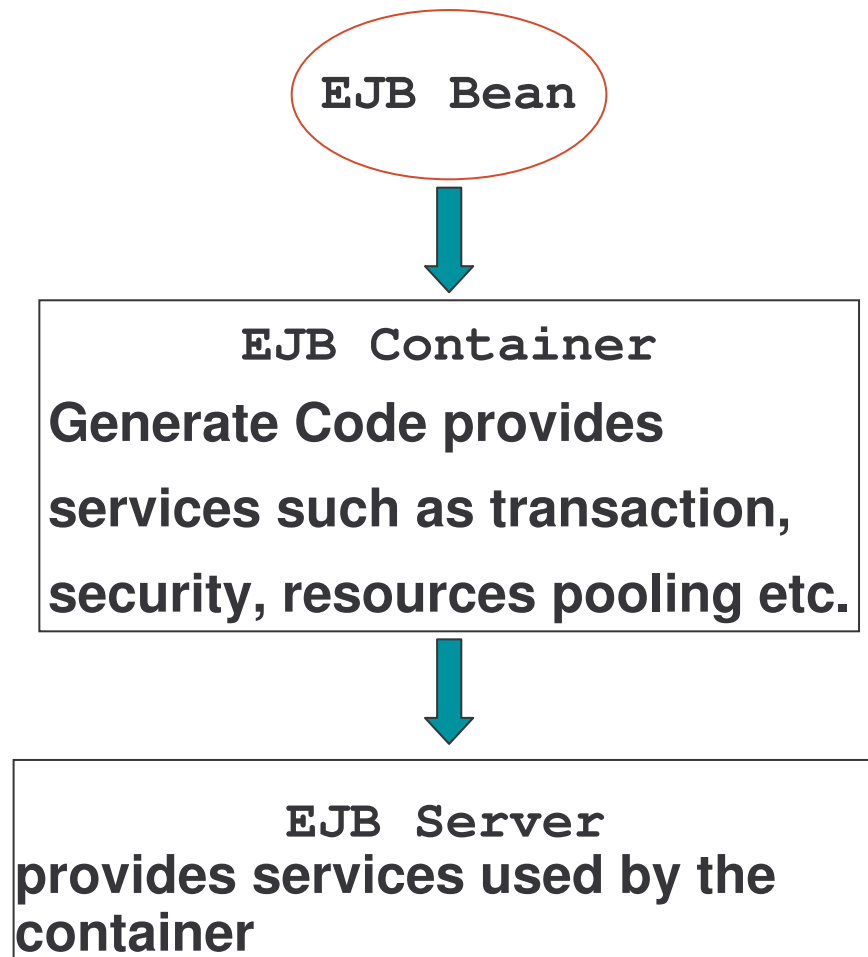 EJB Bean
EJB Container
Generate Code provides
services such as transaction,
security, resources pooling etc.
EJB Server
provides services used by the
container